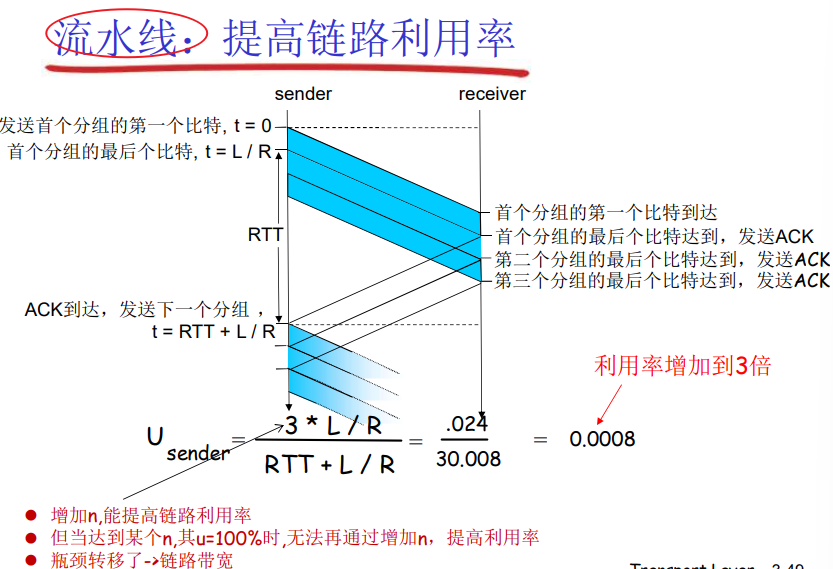 流水线：提高链路利用率
sender
receiver
发送首个分组的第一个比特, t = 0
首个分组的最后个比特, t = L / R
RTT
首个分组的第一个比特到达
首个分组的最后个比特达到，发送ACK
第二个分组的最后个比特达到，发送ACK
第三个分组的最后个比特达到，发送ACK
ACK到达，发送下一个分组，
t = RTT + L / R
利用率增加到3倍
U sender = 3 * L / R
RTT + L / R
= .024
30.008
= 0.0008
增加n,能提高链路利用率
但当达到某个n,其u=100%时,无法再通过增加n，提高利用率
瓶颈转移了->链路带宽
Transport Layer 3-40